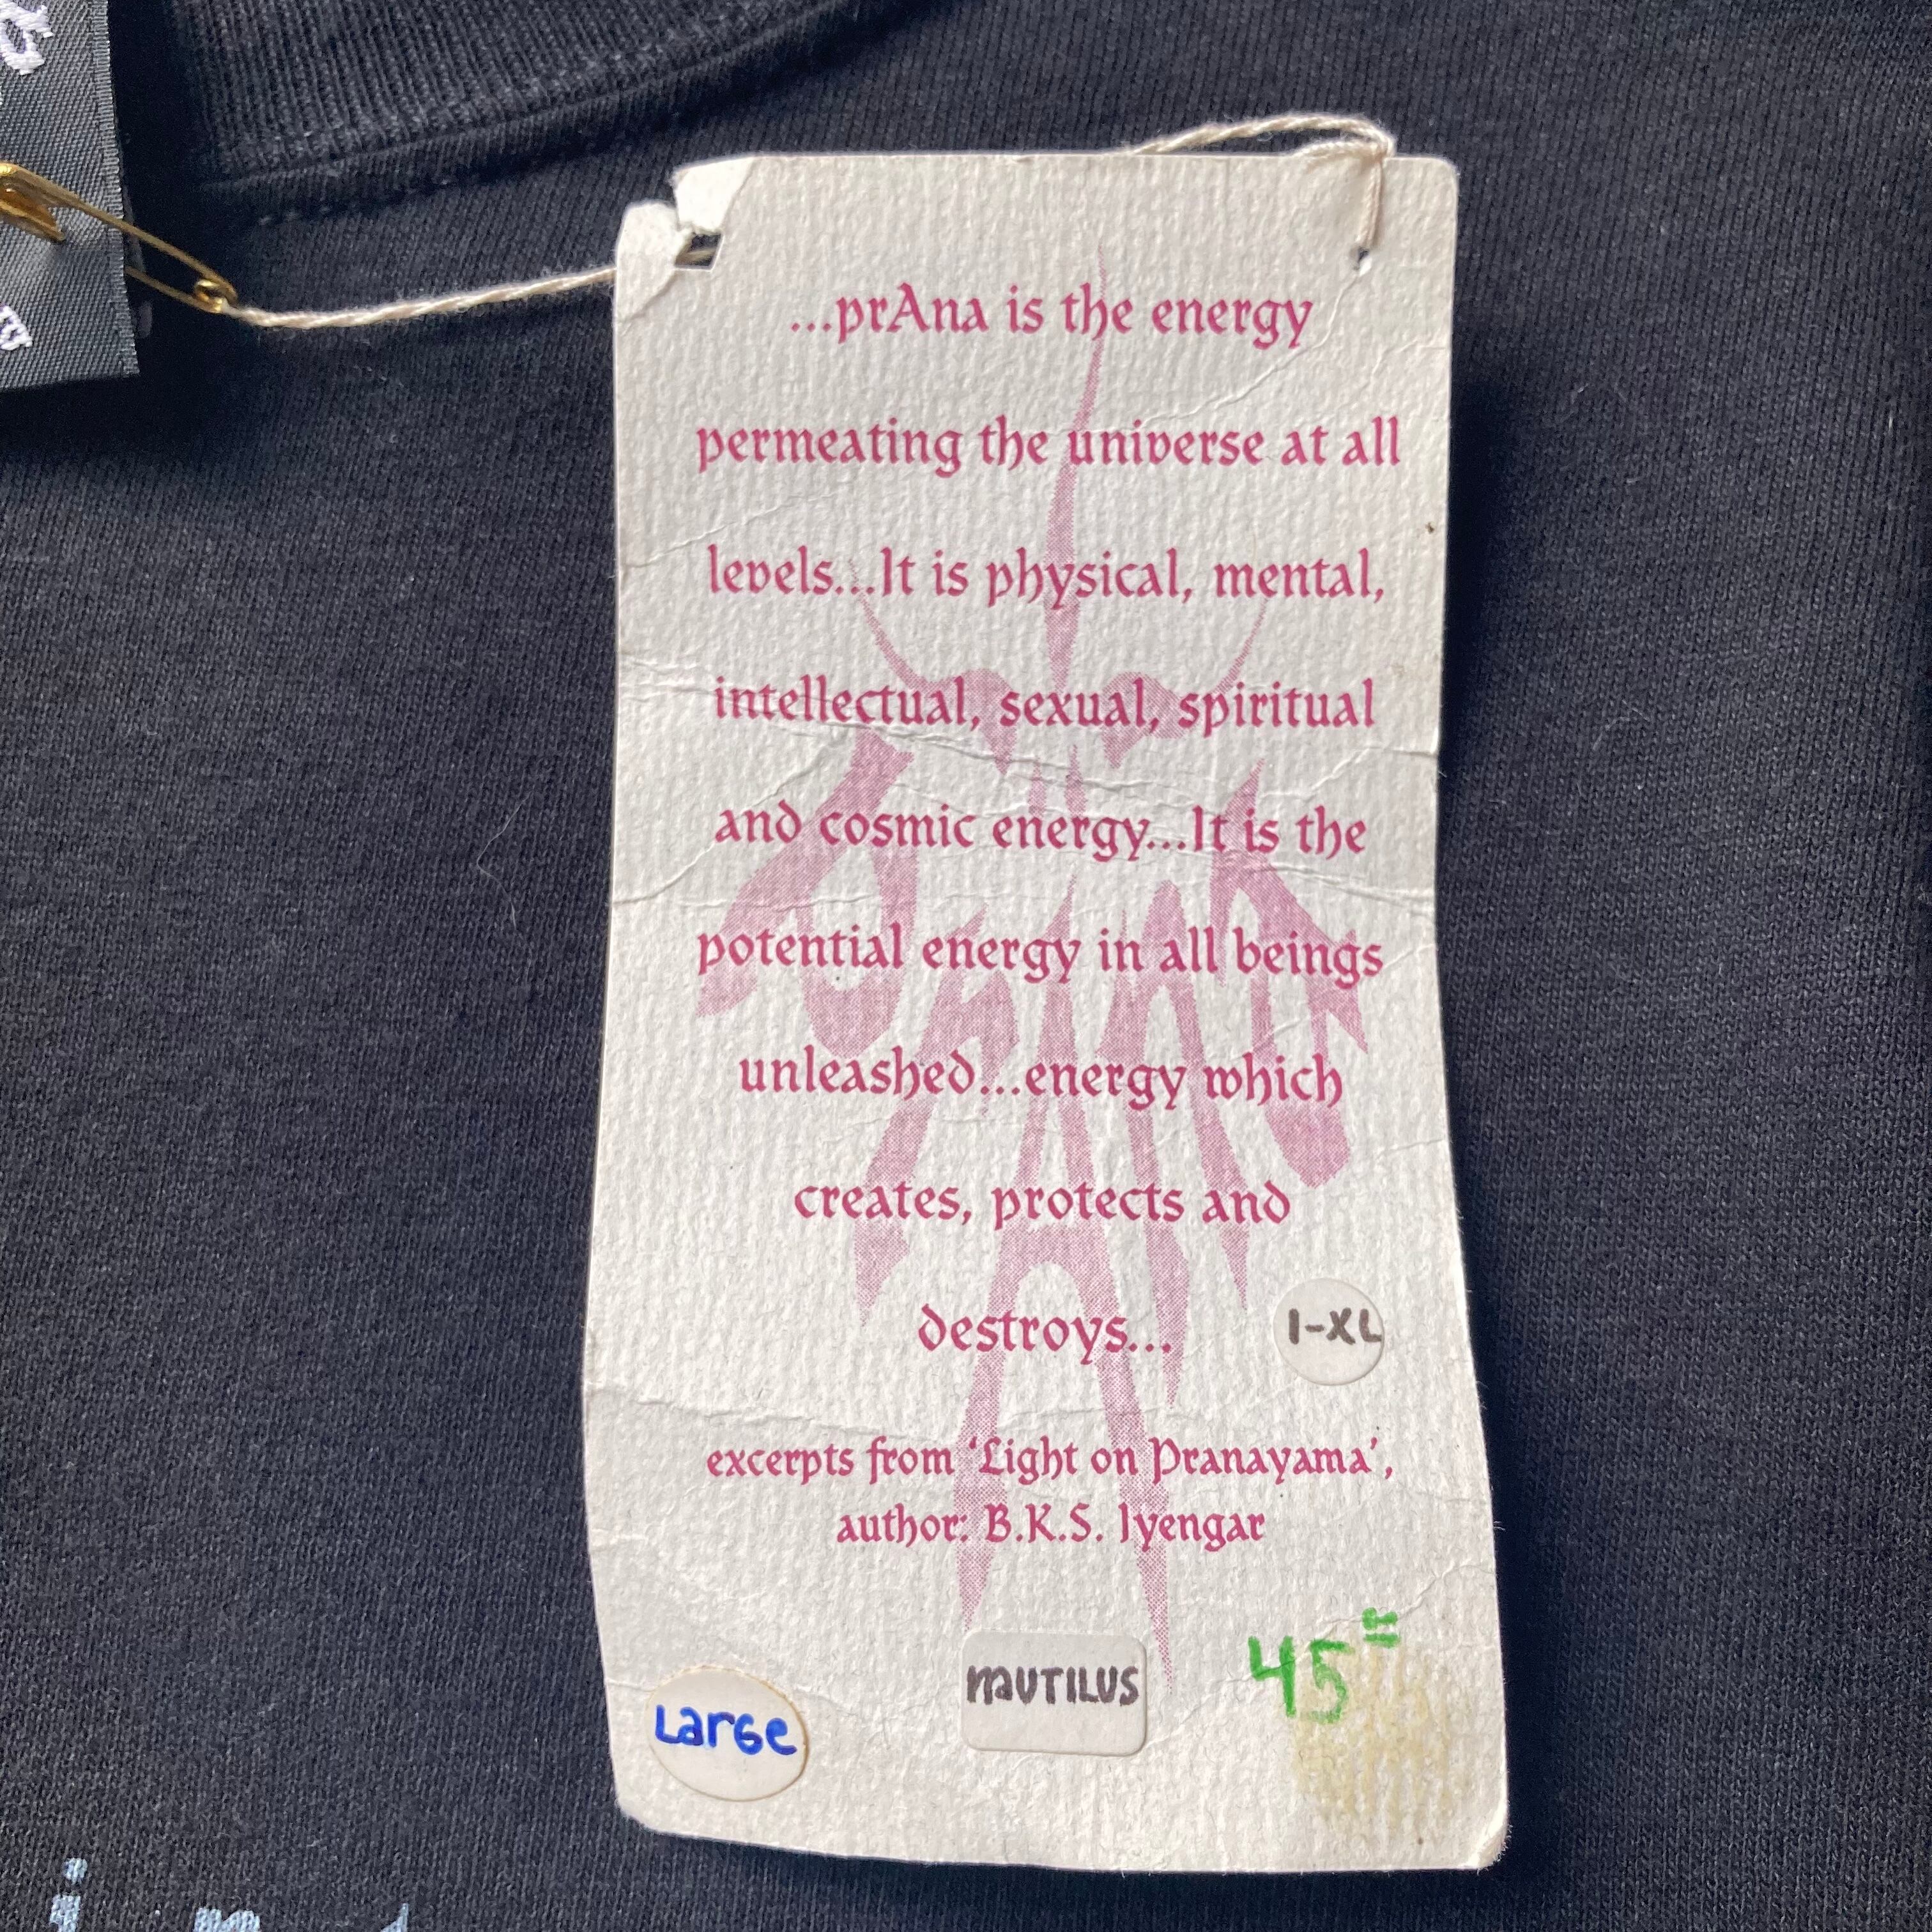 ...prAna is the energy
permeating the universe at all
levels...It is physical, mental,
intellectual, sexual, spiritual
and cosmic energy...It is the
potential energy in all beings
unleashed...energy which
creates, protects and
destroys...
1-XL
excerpts from 'Light on Pranayama',
author: B.K.S. Iyengar
Large
NAUTILUS
45=